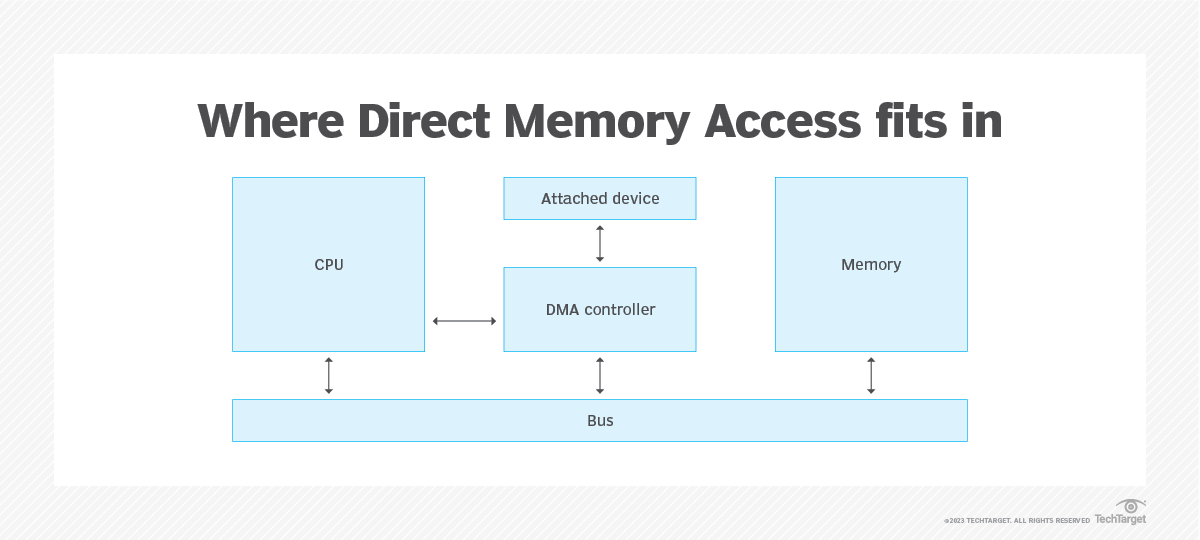 Where Direct Memory Access fits in
Attached device
CPU
Memory
DMA controller
Bus
©2023 TECHTARGET. ALL RIGHTS RESERVED
TechTarget